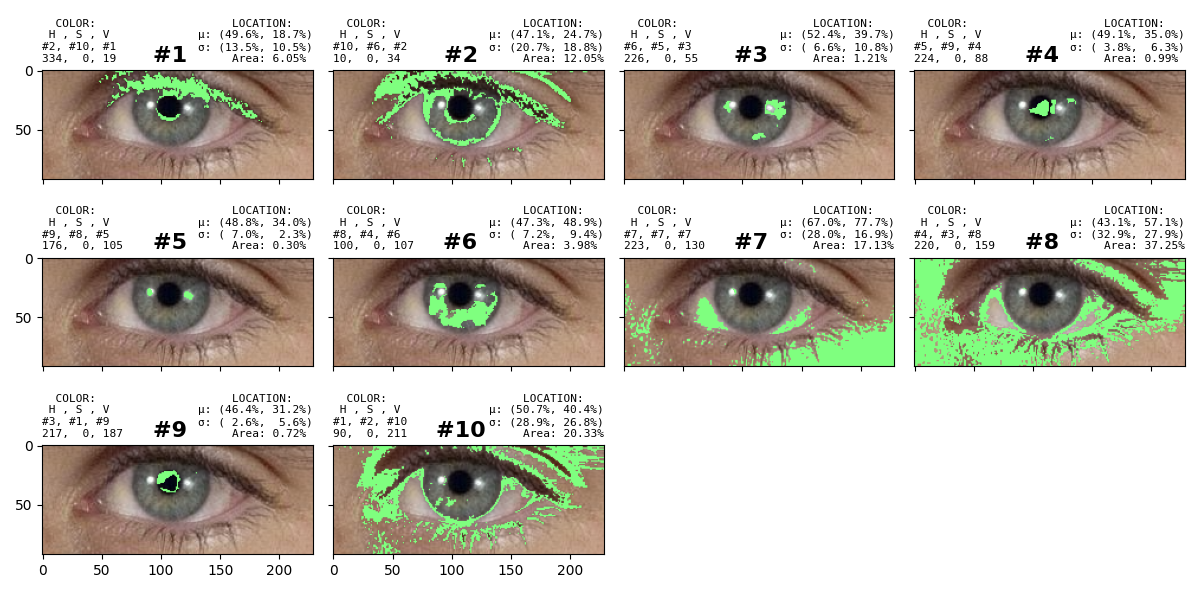 COLOR: LOCATION:
H , S , V μ: (49.6%, 18.7%)
#2, #10, #1 σ: (13.5%, 10.5%)
334, 0, 19 #1 Area: 6.05%
COLOR: LOCATION:
H , S , V μ: (47.1%, 24.7%)
#10, #6, #2 σ: (20.7%, 18.8%)
10, 0, 34 #2 Area: 12.05%
COLOR: LOCATION:
H , S , V μ: (52.4%, 39.7%)
#6, #5, #3 σ: ( 6.6%, 10.8%)
226, 0, 55 #3 Area: 1.21%
COLOR: LOCATION:
H , S , V μ: (49.1%, 35.0%)
#5, #9, #4 σ: ( 3.8%, 6.3%)
224, 0, 88 #4 Area: 0.99%
0
50
COLOR: LOCATION:
H , S , V μ: (48.8%, 34.0%)
#9, #8, #5 σ: ( 7.0%, 2.3%)
176, 0, 105 #5 Area: 0.30%
COLOR: LOCATION:
H , S , V μ: (47.3%, 48.9%)
#8, #4, #6 σ: ( 7.2%, 9.4%)
100, 0, 107 #6 Area: 3.98%
COLOR: LOCATION:
H , S , V μ: (67.0%, 77.7%)
#7, #7, #7 σ: (28.0%, 16.9%)
223, 0, 130 #7 Area: 17.13%
COLOR: LOCATION:
H , S , V μ: (43.1%, 57.1%)
#4, #3, #8 σ: (32.9%, 27.9%)
220, 0, 159 #8 Area: 37.25%
0
50
COLOR: LOCATION:
H , S , V μ: (46.4%, 31.2%)
#3, #1, #9 σ: ( 2.6%, 5.6%)
217, 0, 187 #9 Area: 0.72%
COLOR: LOCATION:
H , S , V μ: (50.7%, 40.4%)
#1, #2, #10 σ: (28.9%, 26.8%)
90, 0, 211 #10 Area: 20.33%
0
50
0 50 100 150 200
0 50 100 150 200